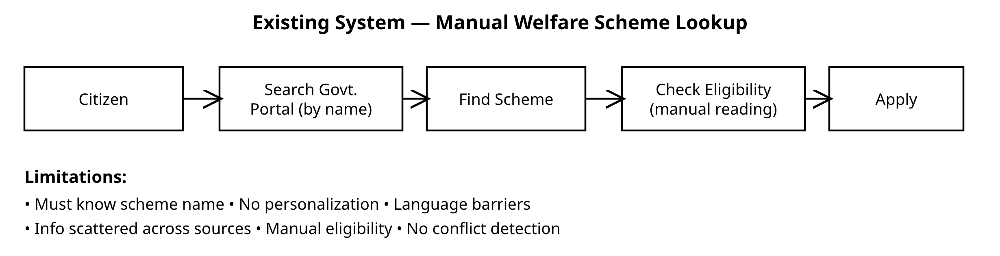 Existing System — Manual Welfare Scheme Lookup
Citizen
Search Govt.
Portal (by name)
Find Scheme
Check Eligibility
(manual reading)
Apply
Limitations:
• Must know scheme name • No personalization • Language barriers
• Info scattered across sources • Manual eligibility • No conflict detection